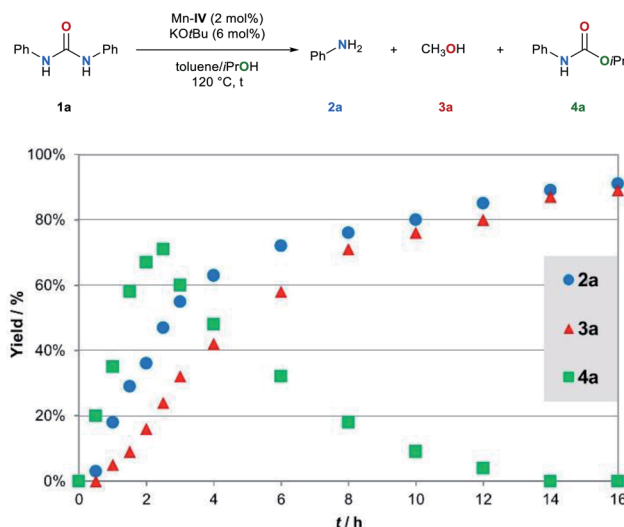 O
Ph N H N H Ph
1a
Mn-IV (2 mol%)
KOtBu (6 mol%)
toluene/iPrOH
120 °C, t
Ph NH2
2a
+
CH3OH
3a
+
O
Ph N H OiPr
4a
100%
80%
60%
40%
20%
0%
Yield / %
0 2 4 6 8 10 12 14 16
t / h
2a
3a
4a